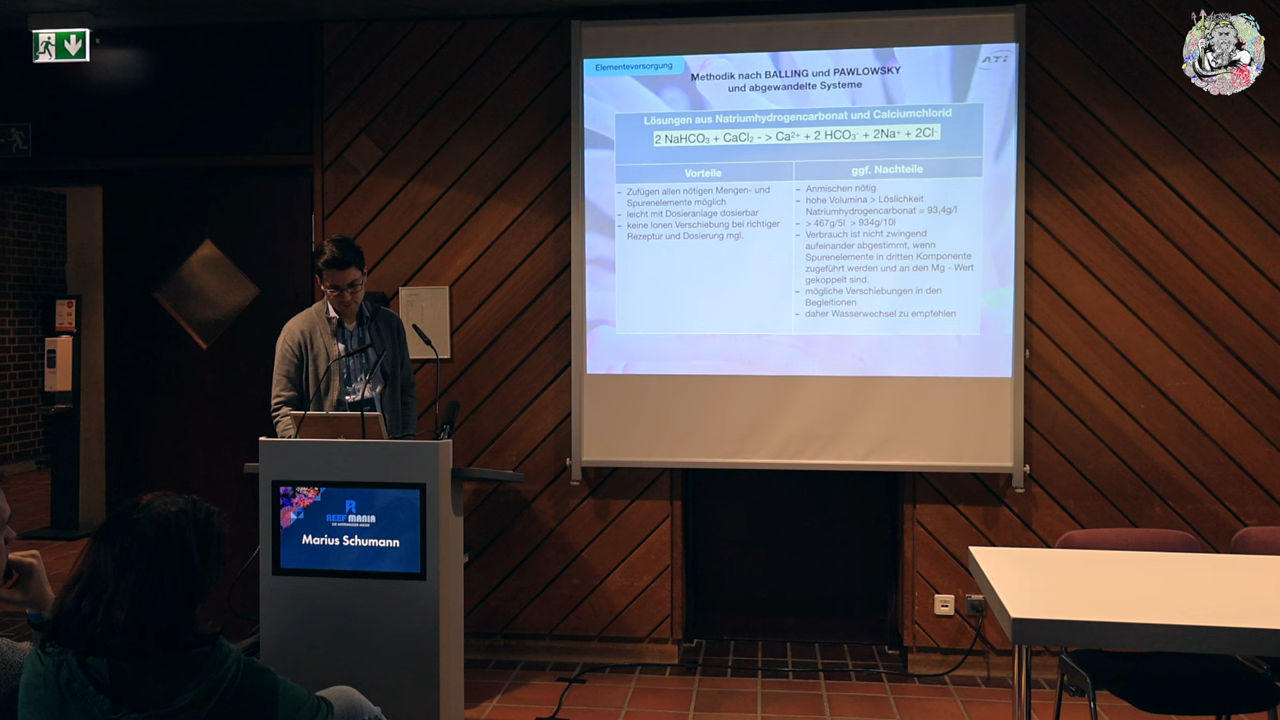 Elementeversorgung
ATI
Methodik nach BALLING und PAWLOWSKY
und abgewandelte Systeme
Lösungen aus Natriumhydrogencarbonat und Calciumchlorid
2 NaHCO₃ + CaCl₂ - > Ca²⁺ + 2 HCO₃⁻ + 2Na⁺ + 2Cl⁻
Vorteile
– Zufügen allen nötigen Mengen- und
Spurenelemente möglich
– leicht mit Dosieranlage dosierbar
– keine Ionen Verschiebung bei richtiger
Rezeptur und Dosierung mgl.
ggf. Nachteile
– Anmischen nötig
– hohe Volumina > Löslichkeit
Natriumhydrogencarbonat = 93,4g/l
– > 467g/5l > 934g/10l
– Verbrauch ist nicht zwingend
aufeinander abgestimmt, wenn
Spurenelemente in dritten Komponente
zugeführt werden und an den Mg - Wert
gekoppelt sind.
– mögliche Verschiebungen in den
Begleitionen
– daher Wasserwechsel zu empfehlen
REEF MANIA
DIE MEERWASSER-MESSE
Marius Schumann